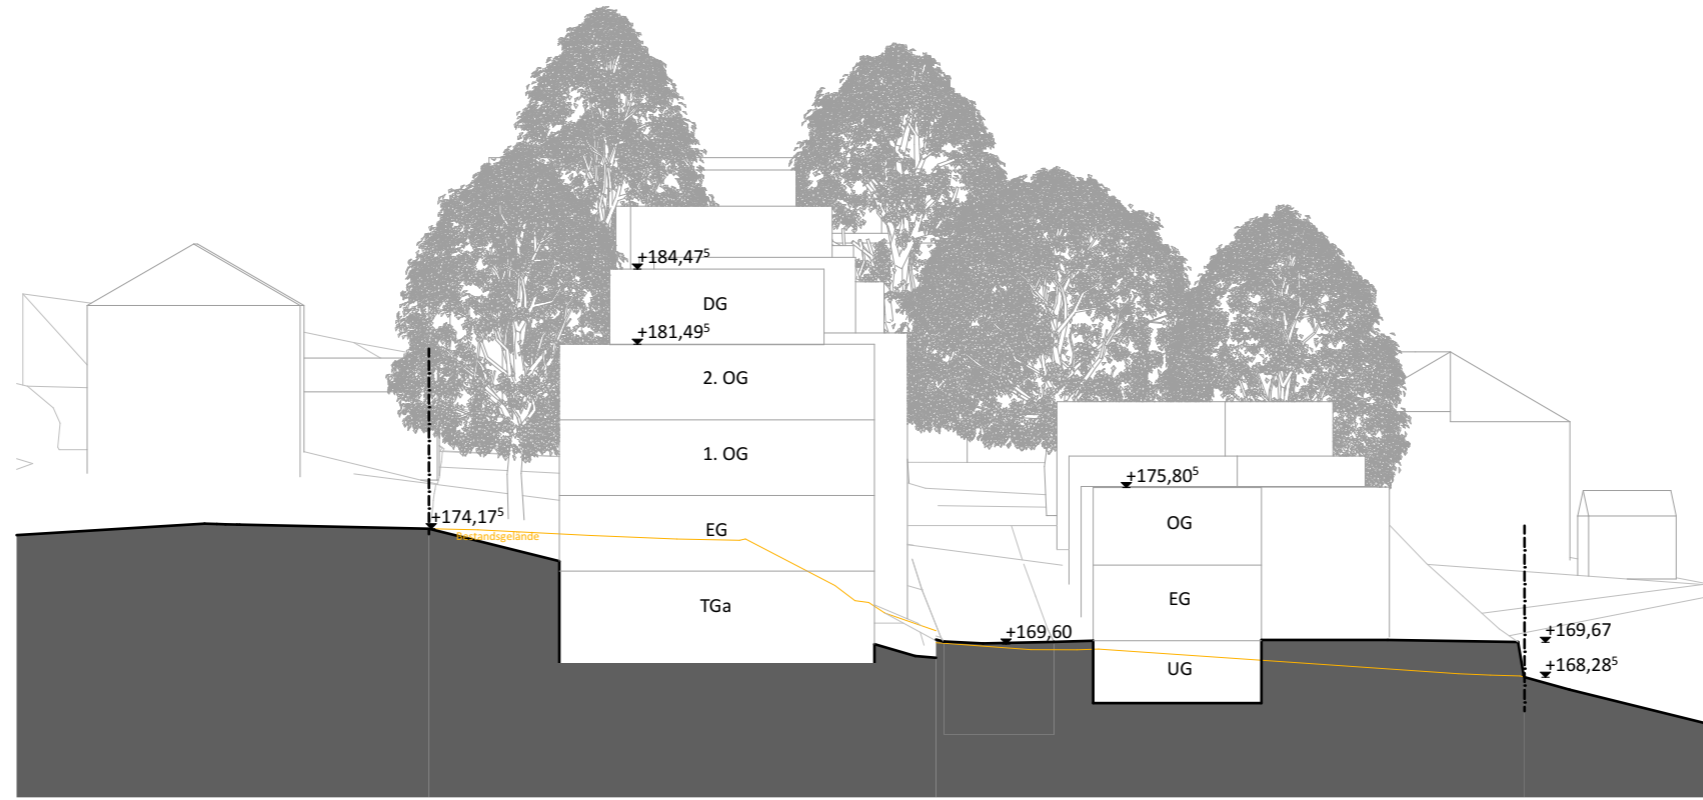 +184,47⁵
DG
+181,49⁵
2. OG
1. OG
+175,80⁵
+174,17⁵
Bestandsgelände
EG
OG
TGa
EG
+169,60
+169,67
UG
+168,28⁵